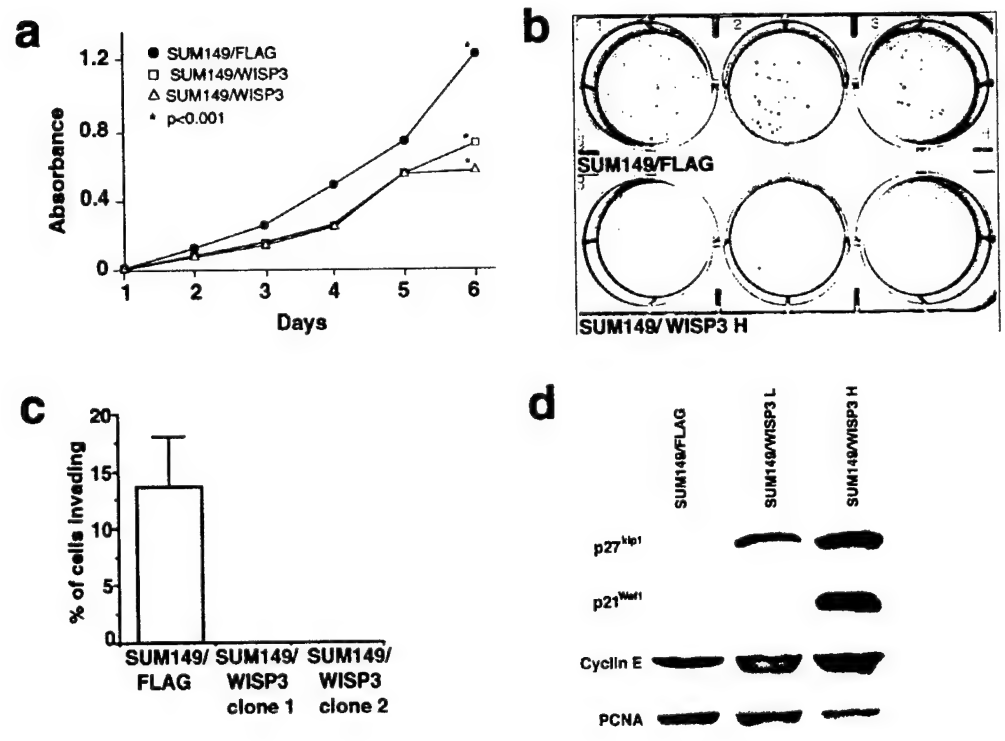 a
Absorbance
1.2
0.8
0.4
0
1 2 3 4 5 6
Days
SUM149/FLAG
SUM149/WISP3
SUM149/WISP3
* p<0.001
*
*
*
b
1 2 3
SUM149/FLAG
SUM149/WISP3 H
c
% of cells invading
20
15
10
5
0
SUM149/ SUM149/ SUM149/
FLAG WISP3 WISP3
clone 1 clone 2
d
SUM149/FLAG
SUM149/WISP3 L
SUM149/WISP3 H
p27kip1
p21Waf1
Cyclin E
PCNA